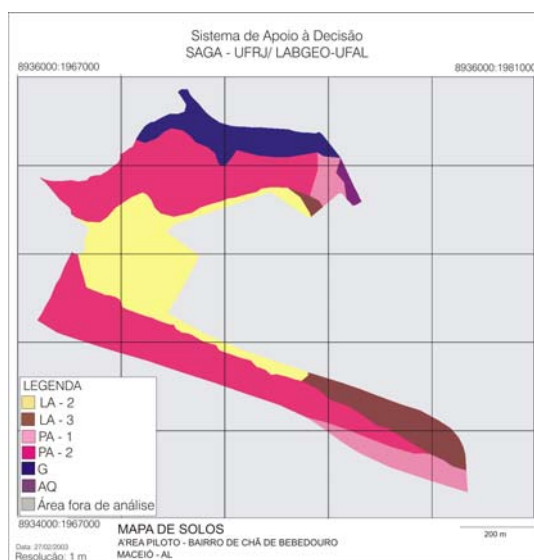 Sistema de Apoio à Decisão
SAGA - UFRJ/ LABGEO-UFAL
8936000:1967000
8936000:1981000
LEGENDA
LA - 2
LA - 3
PA - 1
PA - 2
G
AQ
Área fora de análise
8934000:1967000
MAPA DE SOLOS
200 m
Data: 27/02/2003
A'REA PILOTO - BAIRRO DE CHÃ DE BEBEDOURO
Resolução: 1 m
MACEIÓ - AL